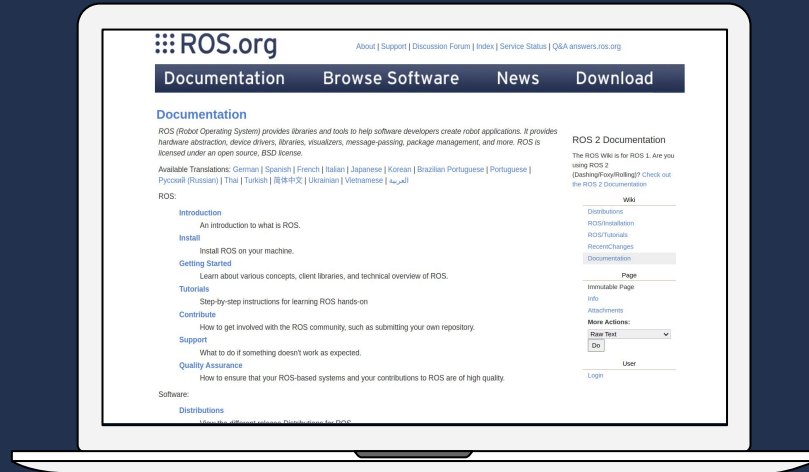 ROS.org
About | Support | Discussion Forum | Index | Service Status | Q&A answers.ros.org
Documentation Browse Software News Download
Documentation
ROS (Robot Operating System) provides libraries and tools to help software developers create robot applications. It provides
hardware abstraction, device drivers, libraries, visualizers, message-passing, package management, and more. ROS is
licensed under an open source, BSD license.
Available Translations: German | Spanish | French | Italian | Japanese | Korean | Brazilian Portuguese | Portuguese |
Русский (Russian) | Thai | Turkish | 简体中文 | Ukrainian | Vietnamese | العربية
ROS:
Introduction
An introduction to what is ROS.
Install
Install ROS on your machine.
Getting Started
Learn about various concepts, client libraries, and technical overview of ROS.
Tutorials
Step-by-step instructions for learning ROS hands-on
Contribute
How to get involved with the ROS community, such as submitting your own repository.
Support
What to do if something doesn't work as expected.
Quality Assurance
How to ensure that your ROS-based systems and your contributions to ROS are of high quality.
Software:
Distributions
View the different release Distributions for ROS
ROS 2 Documentation
The ROS Wiki is for ROS 1. Are you
using ROS 2
(Dashing/Foxy/Rolling)? Check out
the ROS 2 Documentation
Wiki
Distributions
ROS/Installation
ROS/Tutorials
RecentChanges
Documentation
Page
Immutable Page
Info
Attachments
More Actions:
Raw Text
Do
User
Login